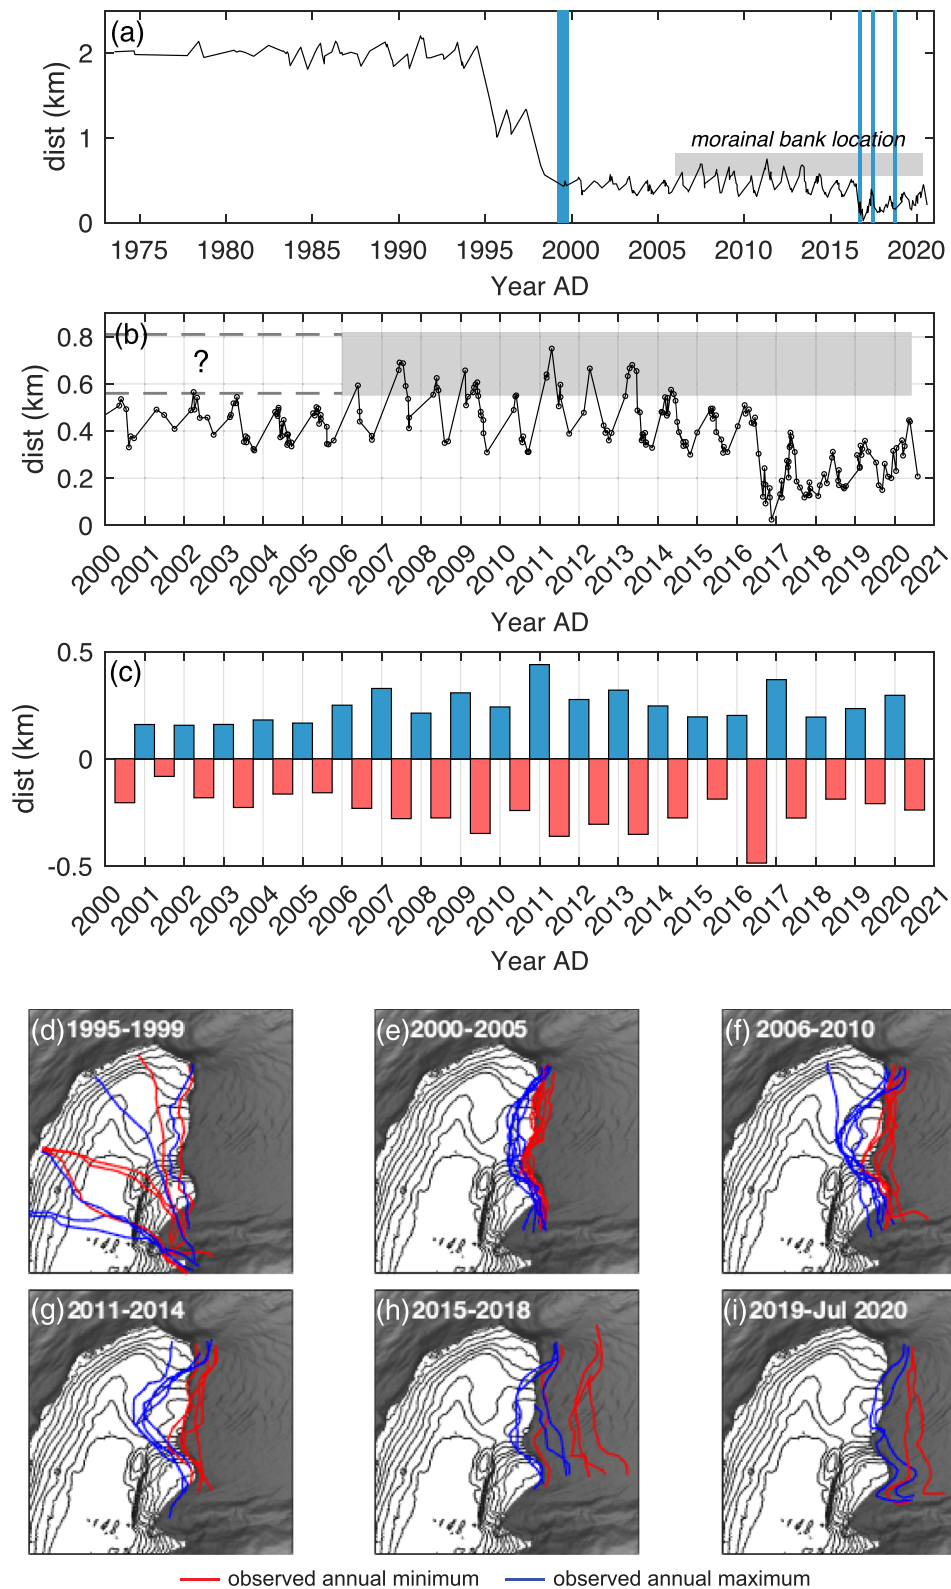 (a)
2
1
0
dist (km)
morainal bank location
1975 1980 1985 1990 1995 2000 2005 2010 2015 2020
Year AD
(b)
0.8
0.6
0.4
0.2
0
dist (km)
?
2000 2001 2002 2003 2004 2005 2006 2007 2008 2009 2010 2011 2012 2013 2014 2015 2016 2017 2018 2019 2020 2021
Year AD
(c)
0.5
0
-0.5
dist (km)
2000 2001 2002 2003 2004 2005 2006 2007 2008 2009 2010 2011 2012 2013 2014 2015 2016 2017 2018 2019 2020 2021
Year AD
(d) 1995-1999
(e) 2000-2005
(f) 2006-2010
(g) 2011-2014
(h) 2015-2018
(i) 2019-Jul 2020
observed annual minimum
observed annual maximum